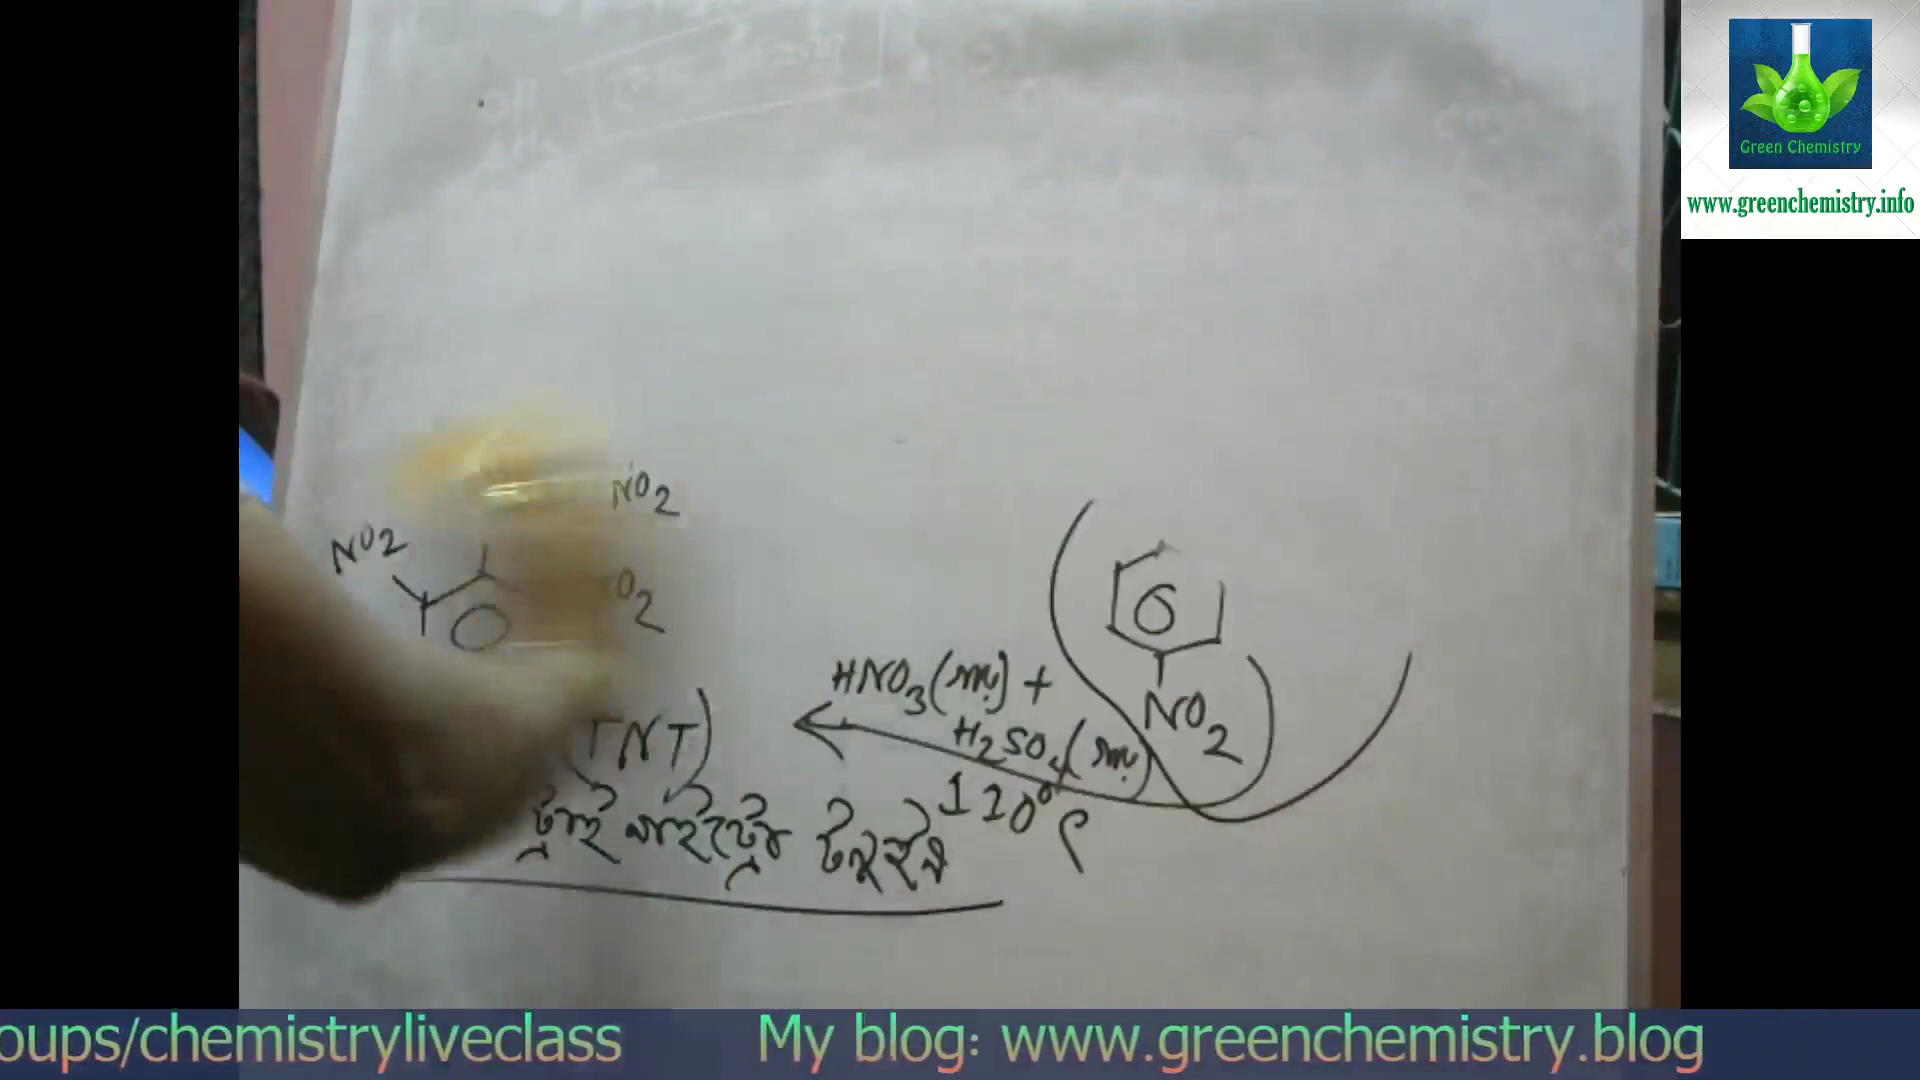 Green Chemistry
www.greenchemistry.info
NO2
NO2
O2
HNO3(গাঢ়) +
H2SO4(গাঢ়)
120°C
NO2
TNT)
ট্রাই নাইট্রো টলুইন
oups/chemistryliveclass My blog: www.greenchemistry.blog